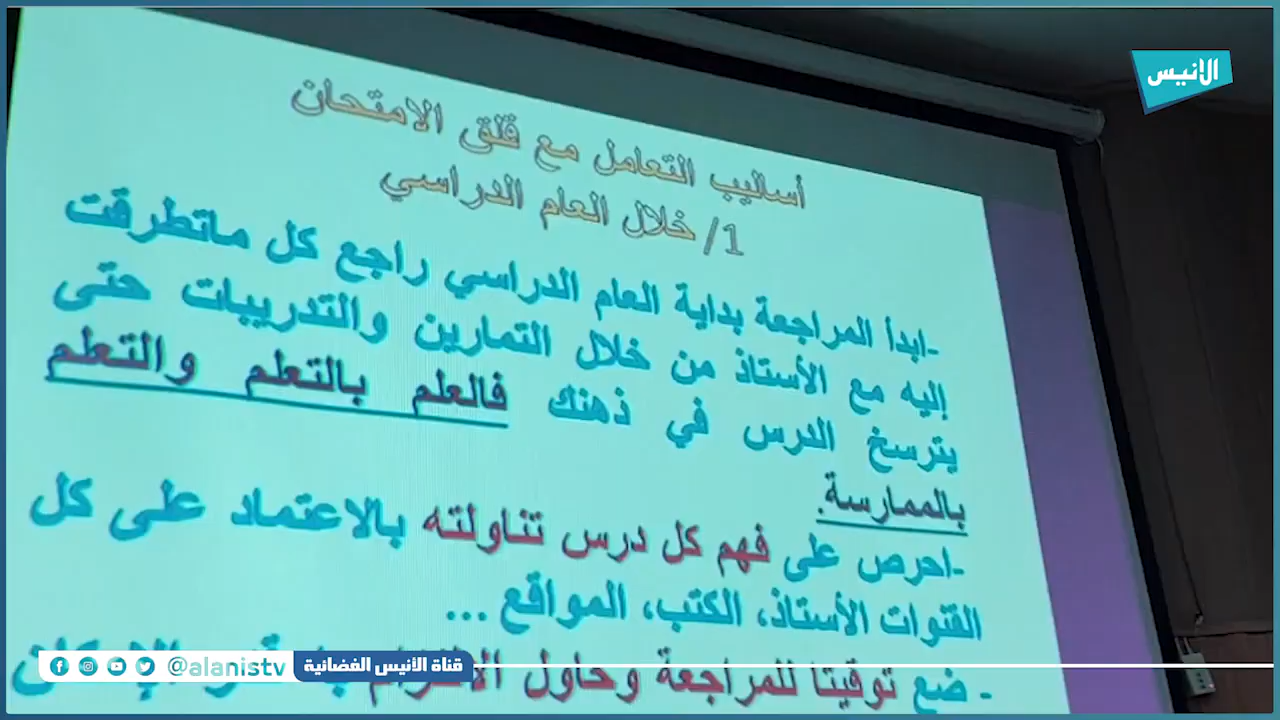 الانيس
أساليب التعامل مع قلق الامتحان
1/ خلال العام الدراسي
-ابدأ المراجعة بداية العام الدراسي راجع كل ماتطرقت
إليه مع الأستاذ من خلال التمارين والتدريبات حتى
يترسخ الدرس في ذهنك فالعلم بالتعلم والتعلم
بالممارسة.
-احرص على فهم كل درس تناولته بالاعتماد على كل
القنوات الأستاذ، الكتب، المواقع ...
- ضع توقيتا للمراجعة وحاول
@alanistv قناة الأنيس الفضائية